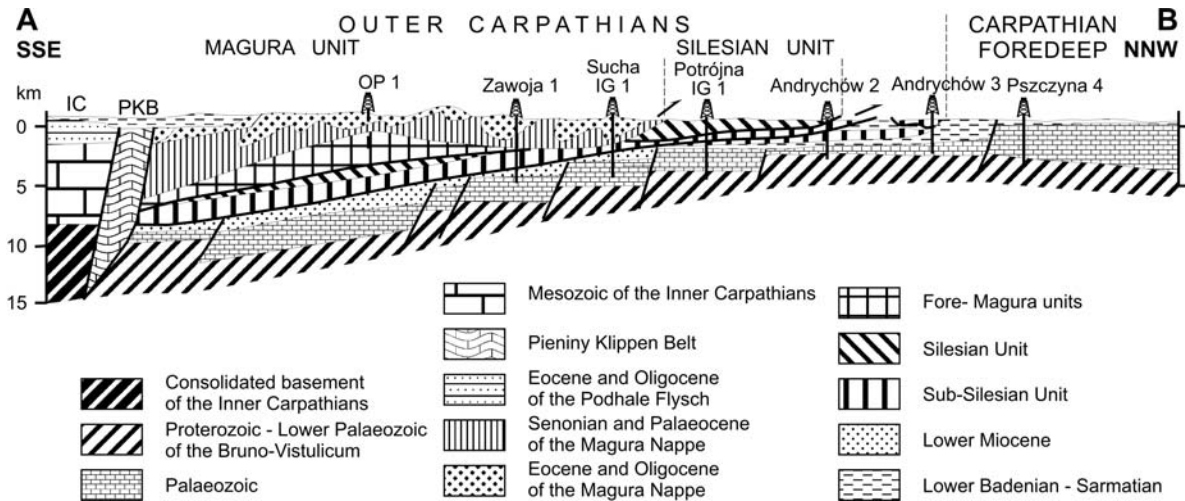 A
OUTER CARPATHIANS
CARPATHIAN
B
SSE
MAGURA UNIT
SILESIAN UNIT
FOREDEEP NNW
km
IC
PKB
OP 1
Zawoja 1
Sucha
IG 1
Potrójna
IG 1
Andrychów 2
Andrychów 3
Pszczyna 4
0
5
10
15
Consolidated basement
of the Inner Carpathians
Proterozoic - Lower Palaeozoic
of the Bruno-Vistulicum
Palaeozoic
Mesozoic of the Inner Carpathians
Pieniny Klippen Belt
Eocene and Oligocene
of the Podhale Flysch
Senonian and Palaeocene
of the Magura Nappe
Eocene and Oligocene
of the Magura Nappe
Fore- Magura units
Silesian Unit
Sub-Silesian Unit
Lower Miocene
Lower Badenian - Sarmatian